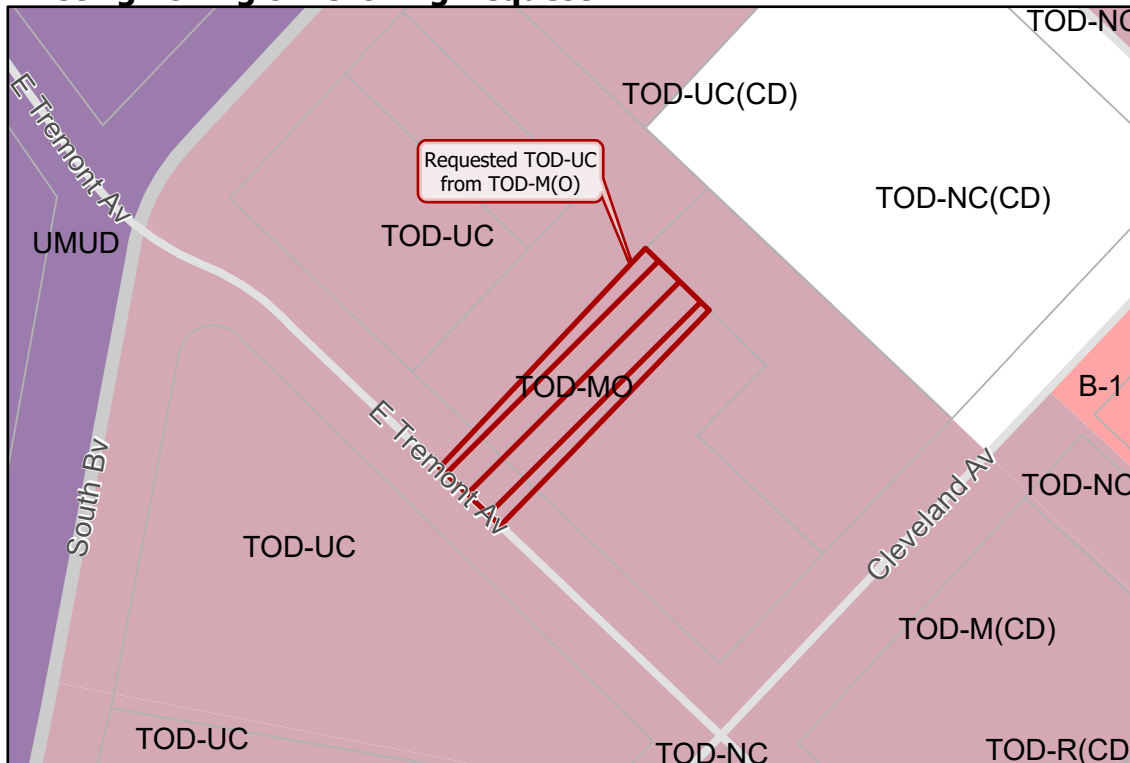 TOD-NC
TOD-UC(CD)
E Tremont Av
Requested TOD-UC
from TOD-M(O)
TOD-NC(CD)
UMUD
TOD-UC
TOD-MO
B-1
E Tremont Av
South Bv
Cleveland Av
TOD-NC
TOD-UC
TOD-M(CD)
TOD-UC
TOD-NC
TOD-R(CD